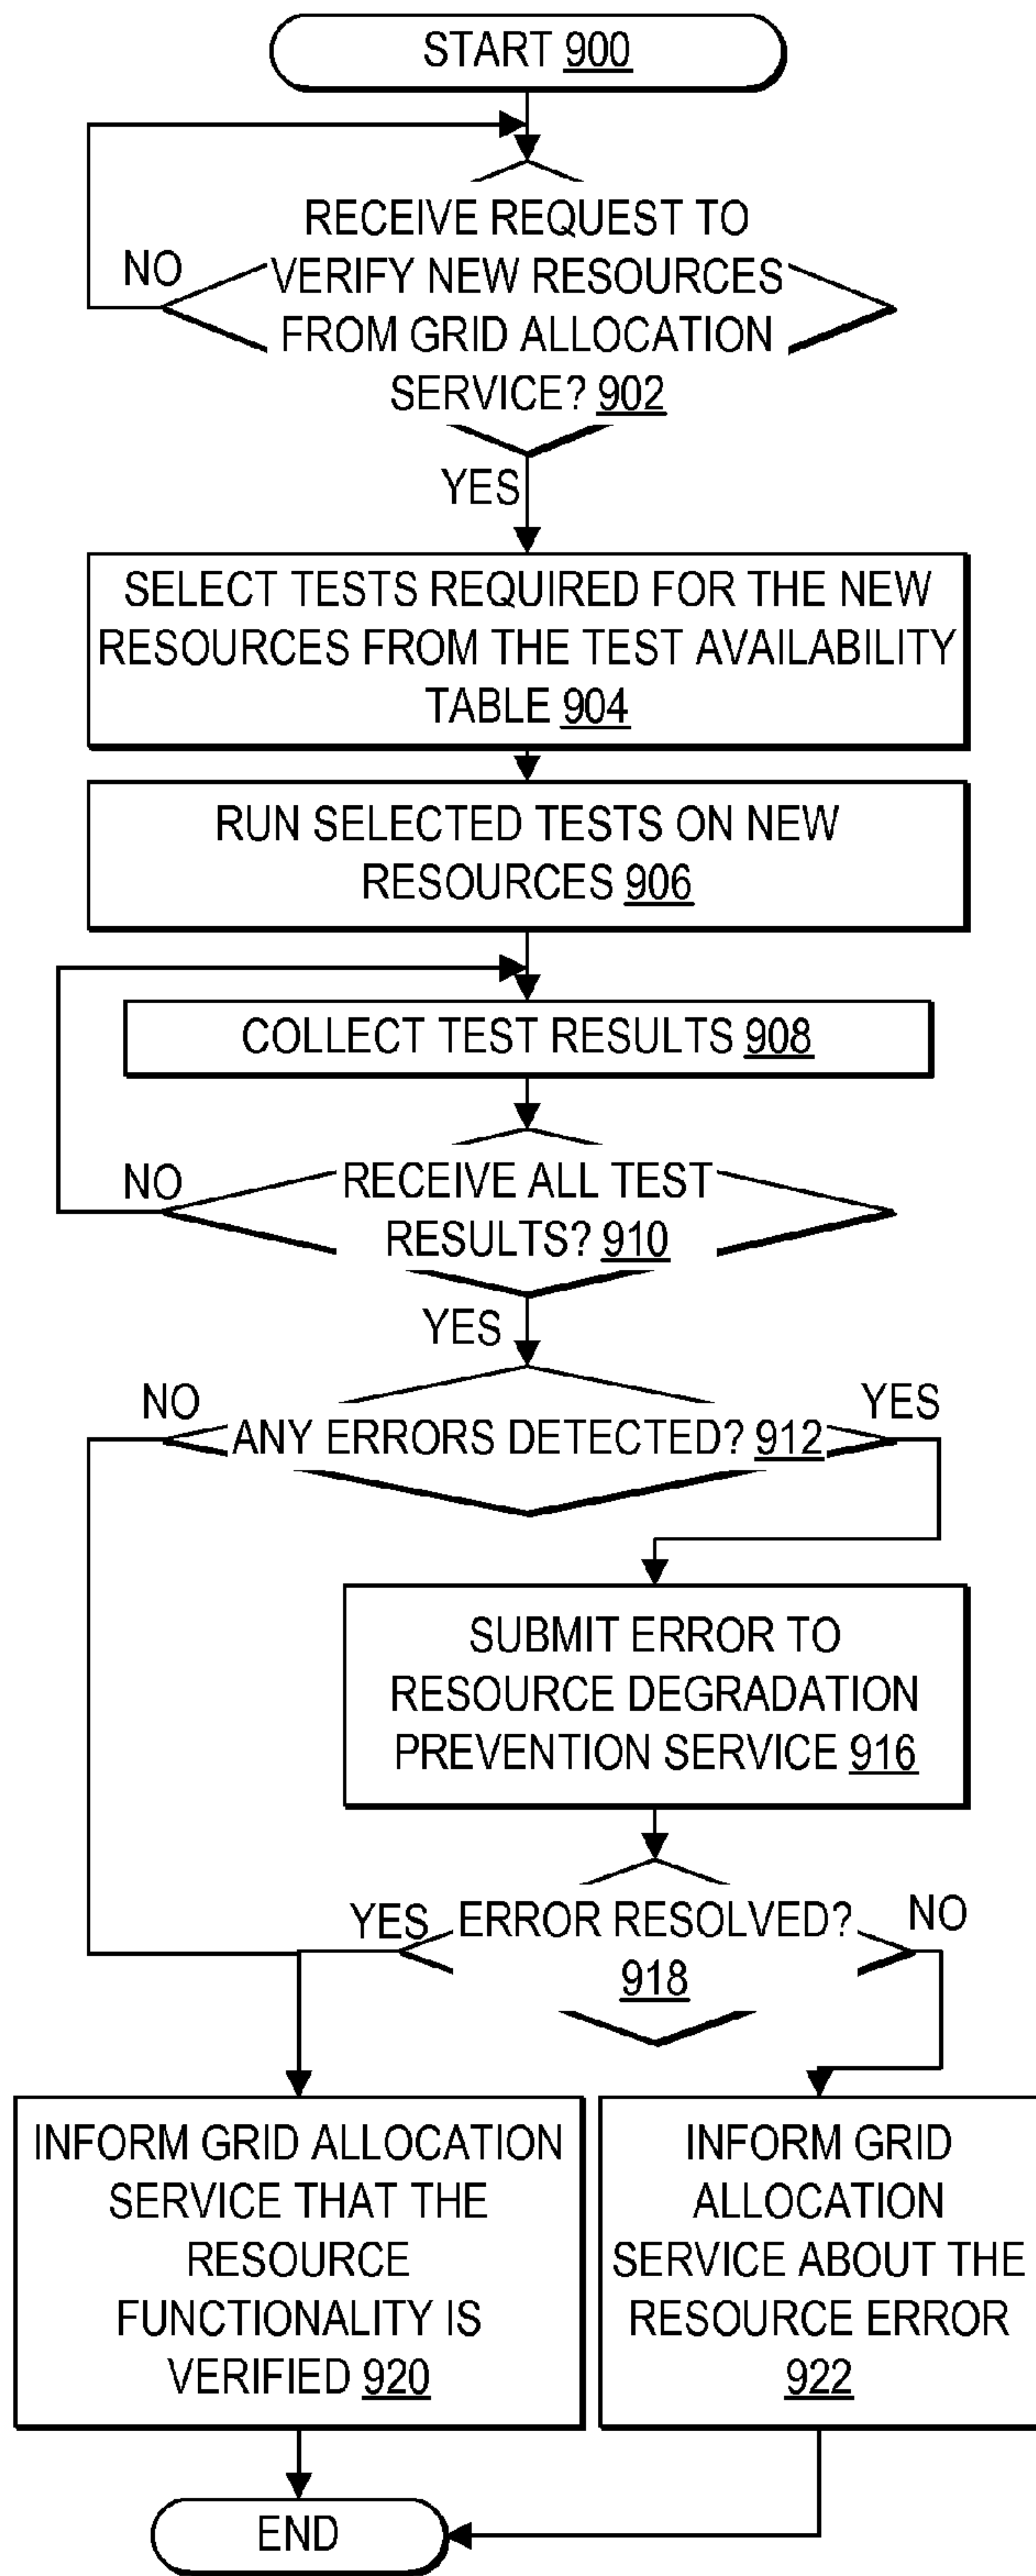 START 900
RECEIVE REQUEST TO
NO
VERIFY NEW RESOURCES
FROM GRID ALLOCATION
SERVICE? 902
YES
SELECT TESTS REQUIRED FOR THE NEW
RESOURCES FROM THE TEST AVAILABILITY
TABLE 904
RUN SELECTED TESTS ON NEW
RESOURCES 906
COLLECT TEST RESULTS 908
NO
RECEIVE ALL TEST
RESULTS? 910
YES
NO
YES
ANY ERRORS DETECTED? 912
SUBMIT ERROR TO
RESOURCE DEGRADATION
PREVENTION SERVICE 916
YES
ERROR RESOLVED?
918
NO
INFORM GRID ALLOCATION
SERVICE THAT THE
RESOURCE
FUNCTIONALITY IS
VERIFIED 920
INFORM GRID
ALLOCATION
SERVICE ABOUT THE
RESOURCE ERROR
922
END